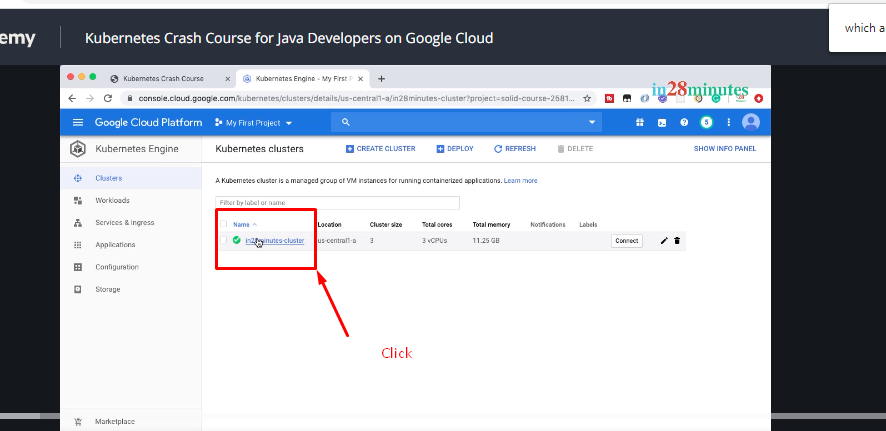 emy
Kubernetes Crash Course for Java Developers on Google Cloud
which a
Kubernetes Crash Course
Kubernetes Engine - My First P
in28minutes
console.cloud.google.com/kubernetes/clusters/details/us-central1-a/in28minutes-cluster?project=solid-course-2581...
Google Cloud Platform
My First Project
5
Kubernetes Engine
Kubernetes clusters
CREATE CLUSTER
DEPLOY
REFRESH
DELETE
SHOW INFO PANEL
Clusters
Workloads
Services & Ingress
Applications
Configuration
Storage
Marketplace
A Kubernetes cluster is a managed group of VM instances for running containerized applications. Learn more
Filter by label or name
Name Location Cluster size Total cores Total memory Notifications Labels
in28minutes-cluster us-central1-a 3 3 vCPUs 11.25 GB Connect
Click